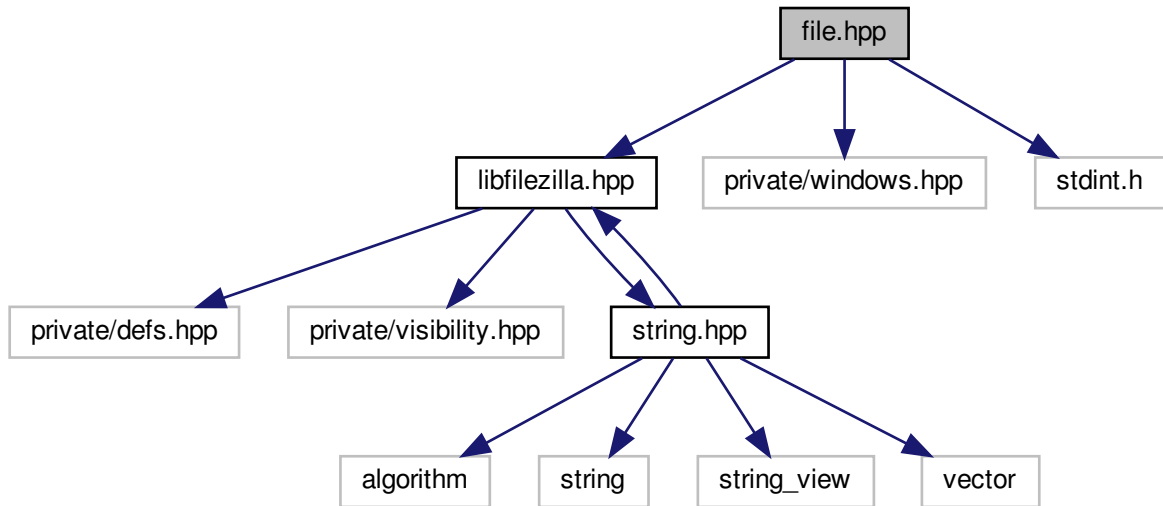 file.hpp
libfilezilla.hpp
private/windows.hpp
stdint.h
private/defs.hpp
private/visibility.hpp
string.hpp
algorithm
string
string_view
vector